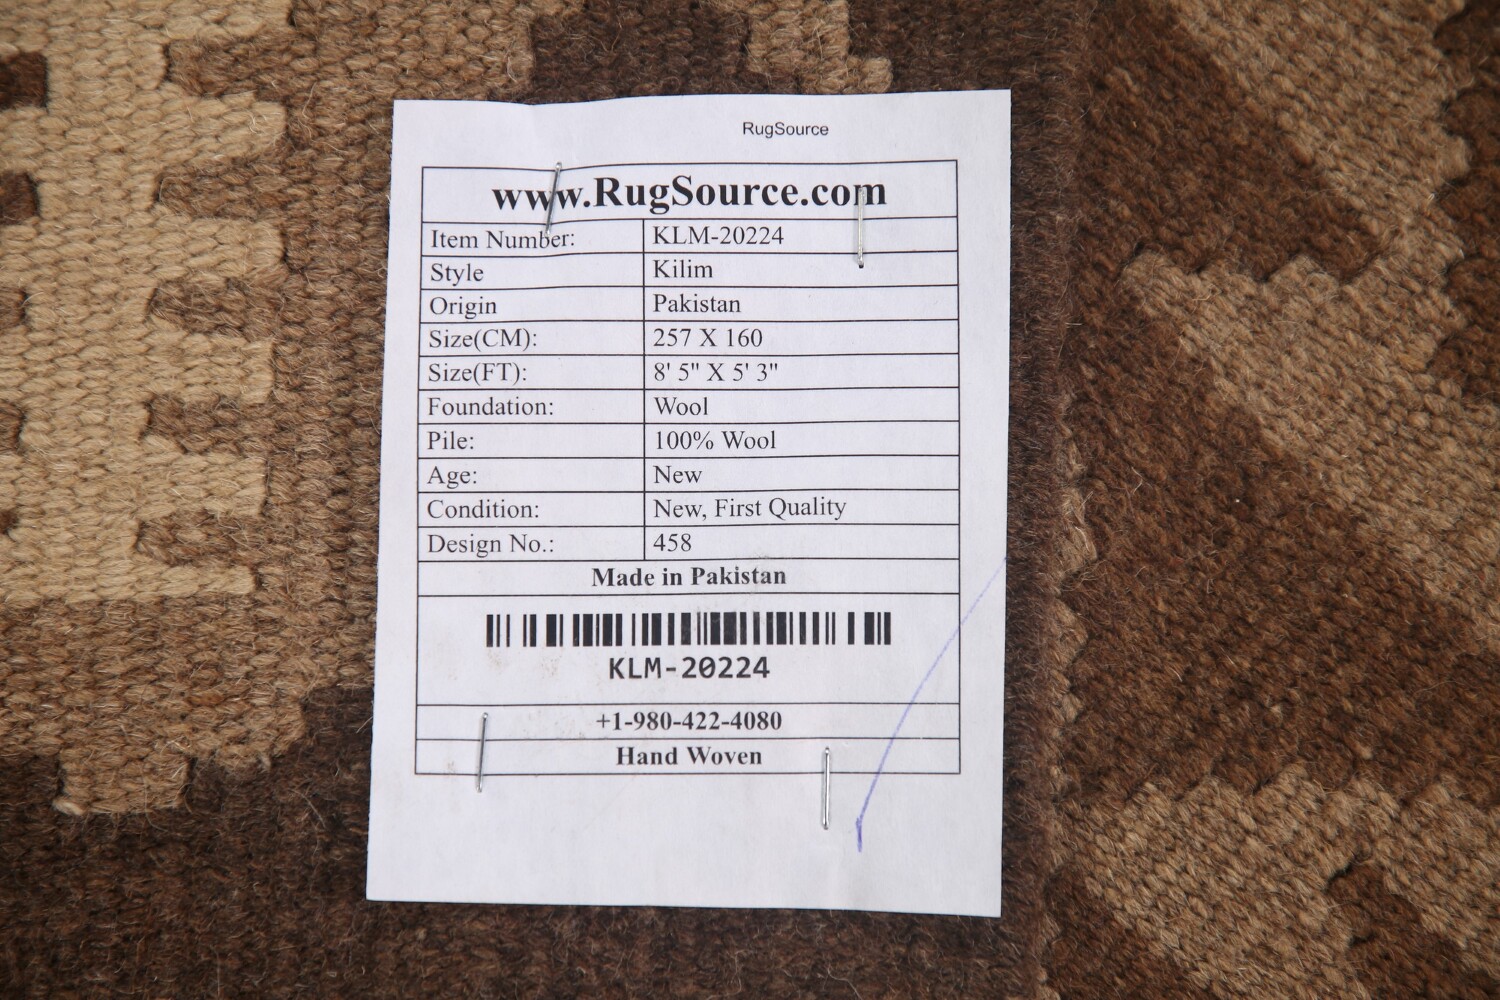 RugSource
www.RugSource.com
Item Number: KLM-20224
Style Kilim
Origin Pakistan
Size(CM): 257 X 160
Size(FT): 8' 5" X 5' 3"
Foundation: Wool
Pile: 100% Wool
Age: New
Condition: New, First Quality
Design No.: 458
Made in Pakistan
KLM-20224
+1-980-422-4080
Hand Woven